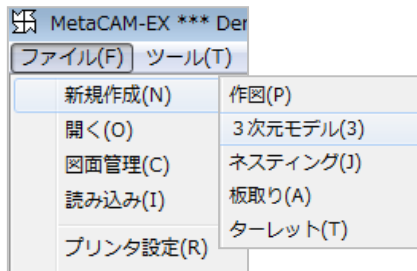 MetaCAM-EX *** Der
ファイル(F) ツール(T)
新規作成(N)
開く(O)
図面管理(C)
読み込み(I)
プリンタ設定(R)
作図(P)
３次元モデル(3)
ネスティング(J)
板取り(A)
ターレット(T)